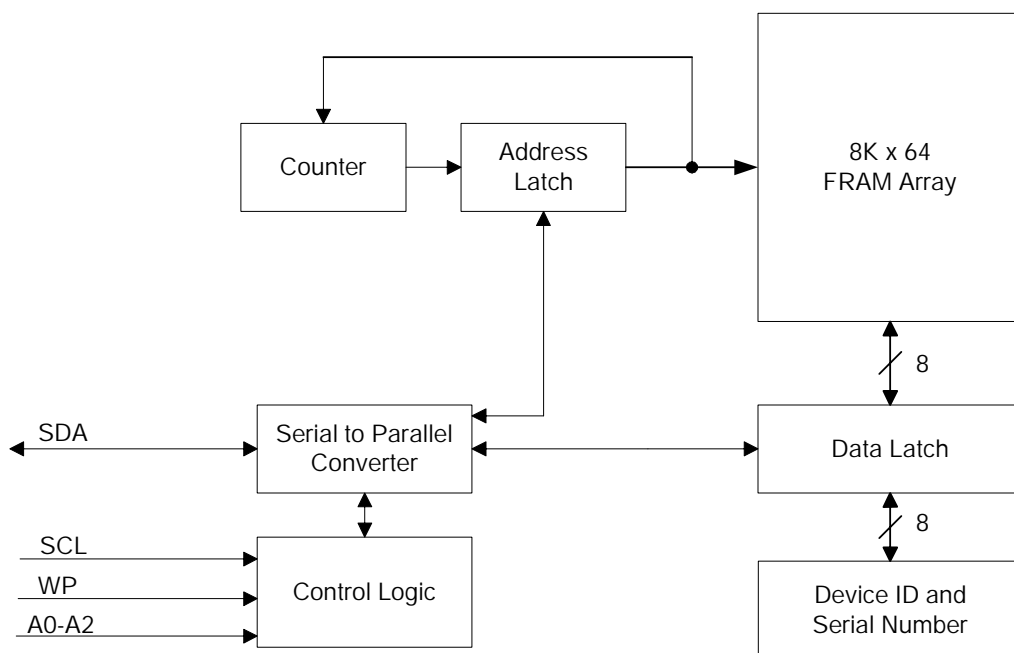 Counter
Address
Latch
8K x 64
FRAM Array
8
SDA
Serial to Parallel
Converter
Data Latch
8
SCL
WP
A0-A2
Control Logic
Device ID and
Serial Number